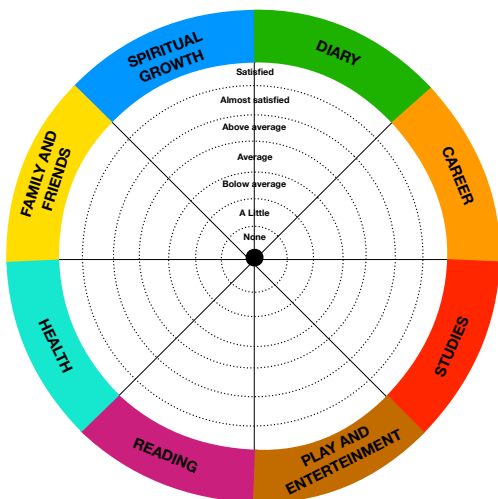 SPIRITUAL
GROWTH
DIARY
CAREER
STUDIES
PLAY AND
ENTERTEINMENT
READING
HEALTH
FAMILY AND
FRIENDS
Satisfied
Almost satisfied
Above average
Average
Bolow average
A Little
None